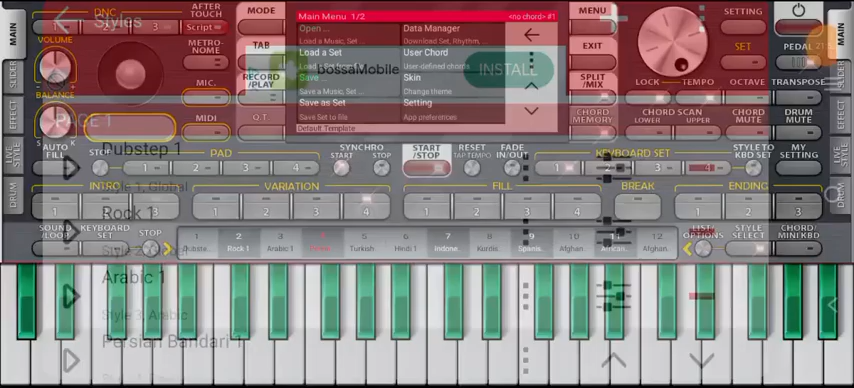 Styles
DNC
AFTER TOUCH
Script
MODE
Main Menu 1/2
<no chord> #1
MENU
SETTING
MAIN
VOLUME
METRO-NOME
TAB
Open ...
Load a Music, Set ...
Data Manager
Download Set, Rhythm, ...
EXIT
SET
PEDAL
SLIDER
Load a Set
User Chord
User-defined chords
bossaMobile
INSTALL
BALANCE
MIC.
RECORD /PLAY
Save ...
Save a Music, Set ...
Skin
Change theme
SPLIT /MIX
LOCK
TEMPO
OCTAVE
TRANSPOSE
EFFECT
MIDI
O.T.
Save as Set
Save Set to file
Setting
App preferences
Default Template
CHORD MEMORY
CHORD SCAN
LOWER
UPPER
CHORD MUTE
DRUM MUTE
PAGE 1
AUTO FILL
STOP
PAD
1 2 3 4
SYNCHRO
START
STOP
START /STOP
RESET
TAP TEMPO
FADE IN/OUT
KEYBOARD SET
STYLE TO KBD SET
MY SETTING
LIVE STYLE
Dubstep 1
Style 1, Global
INTRO
1 2 3
VARIATION
1 2 3 4
FILL
1 2 3 4
BREAK
ENDING
1 2 3
DRUM
Rock 1
SOUND /LOOP
KEYBOARD SET
STOP
1 2 3 4 5 6 7 8 9 10 11 12
Dubste..
Rock 1
Arabic 1
Turkish
Hindi 1
Indone..
Kurdis..
Spanis..
Afghan..
African..
Afghan..
LIST/ OPTIONS
STYLE SELECT
CHORD/ MINI KBD
Arabic 1
Style 3, Arabic
Persian Bandari 1